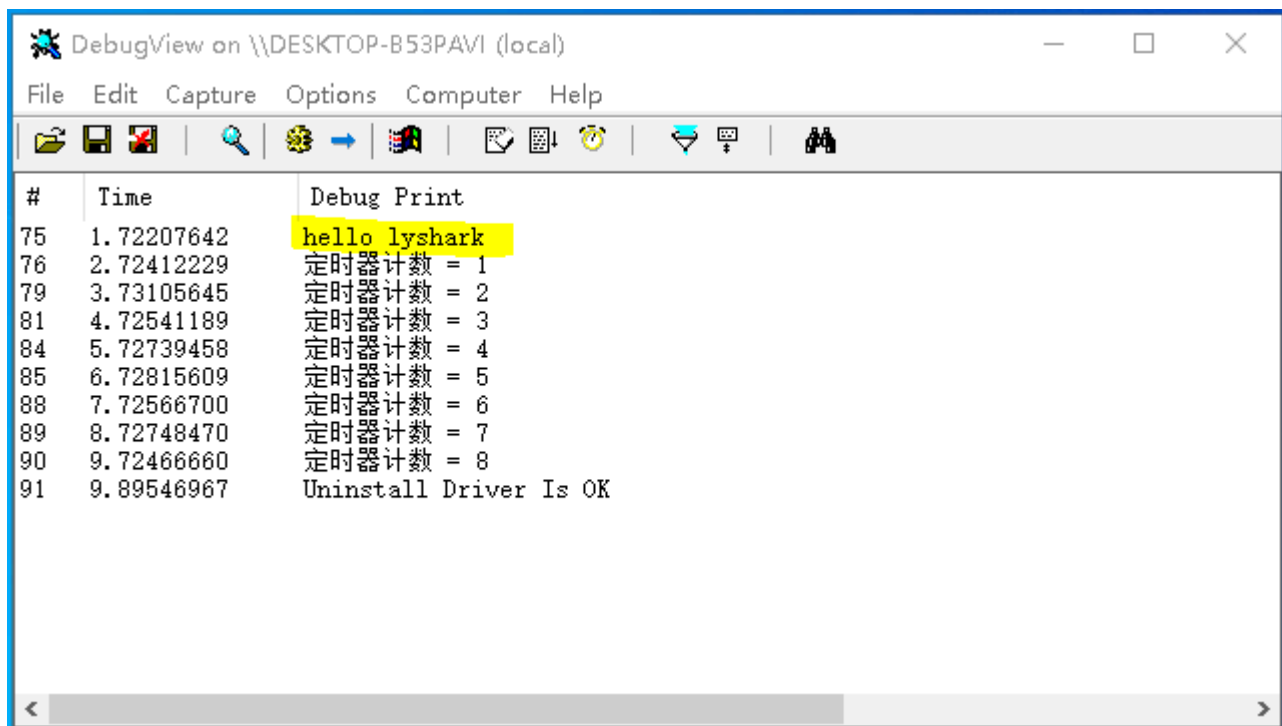 DebugView on \\DESKTOP-B53PAVI (local)
File Edit Capture Options Computer Help
# Time Debug Print
75 1.72207642 hello lyshark
76 2.72412229 定时器计数 = 1
79 3.73105645 定时器计数 = 2
81 4.72541189 定时器计数 = 3
84 5.72739458 定时器计数 = 4
85 6.72815609 定时器计数 = 5
88 7.72566700 定时器计数 = 6
89 8.72748470 定时器计数 = 7
90 9.72466660 定时器计数 = 8
91 9.89546967 Uninstall Driver Is OK